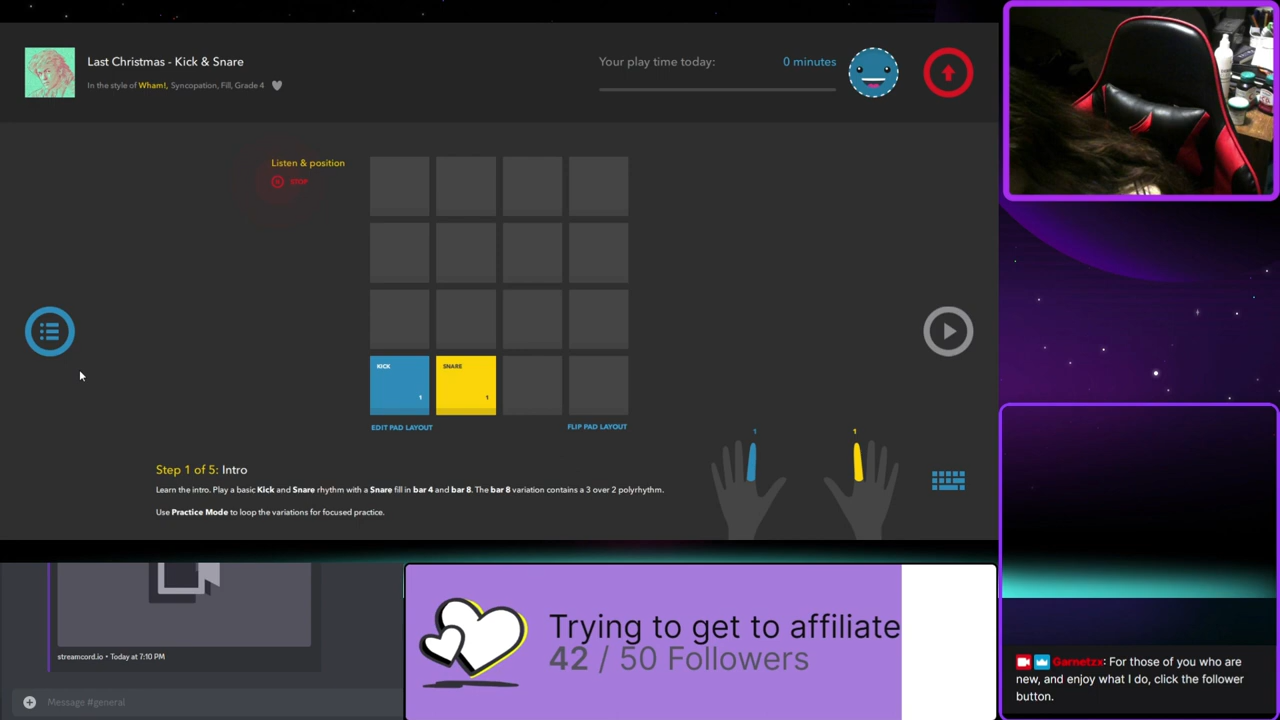 Last Christmas - Kick & Snare
In the style of Wham!, Syncopation, Fill, Grade 4
Your play time today:
0 minutes
Listen & position
STOP
KICK
1
SNARE
1
EDIT PAD LAYOUT
FLIP PAD LAYOUT
1
1
Step 1 of 5: Intro
Learn the intro. Play a basic Kick and Snare rhythm with a Snare fill in bar 4 and bar 8. The bar 8 variation contains a 3 over 2 polyrhythm.
Use Practice Mode to loop the variations for focused practice.
streamcord.io • Today at 7:10 PM
Message #general
Trying to get to affiliate
42 / 50 Followers
Garnetzx: For those of you who are
new, and enjoy what I do, click the follower
button.